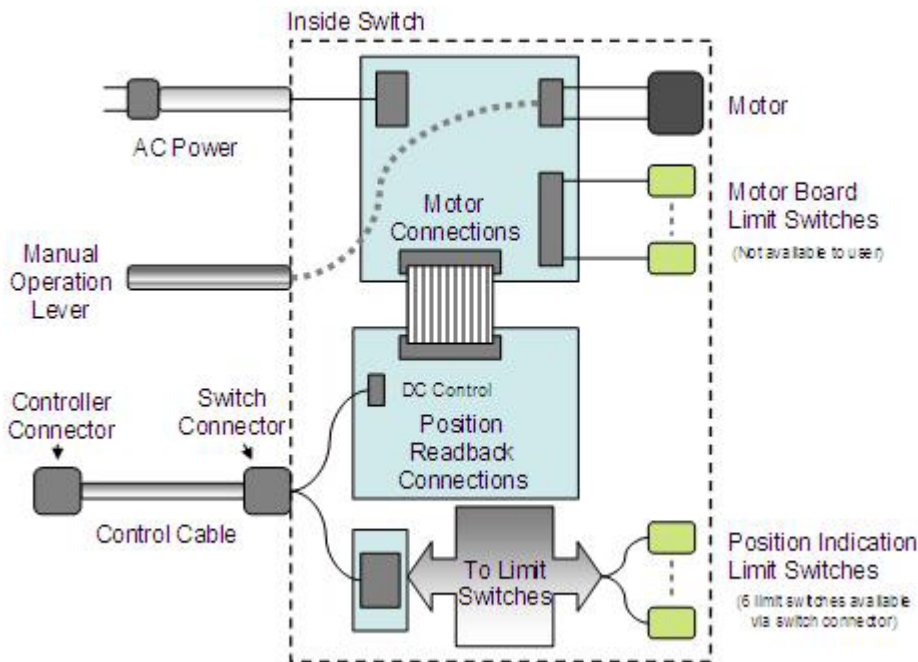 Inside Switch
AC Power
Motor
Motor
Connections
Motor Board
Limit Switches
(Not available to user)
Manual
Operation
Lever
DC Control
Position
Readback
Connections
Controller
Connector
Switch
Connector
Control Cable
To Limit
Switches
Position Indication
Limit Switches
(6 limit switches available
via switch connector)